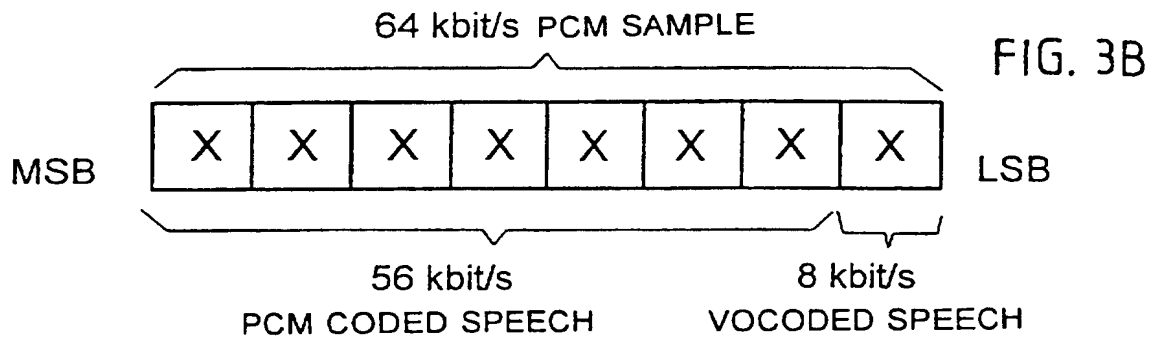 64 kbit/s PCM SAMPLE
FIG. 3B
MSB X X X X X X X X LSB
56 kbit/s 8 kbit/s
PCM CODED SPEECH VOCODED SPEECH